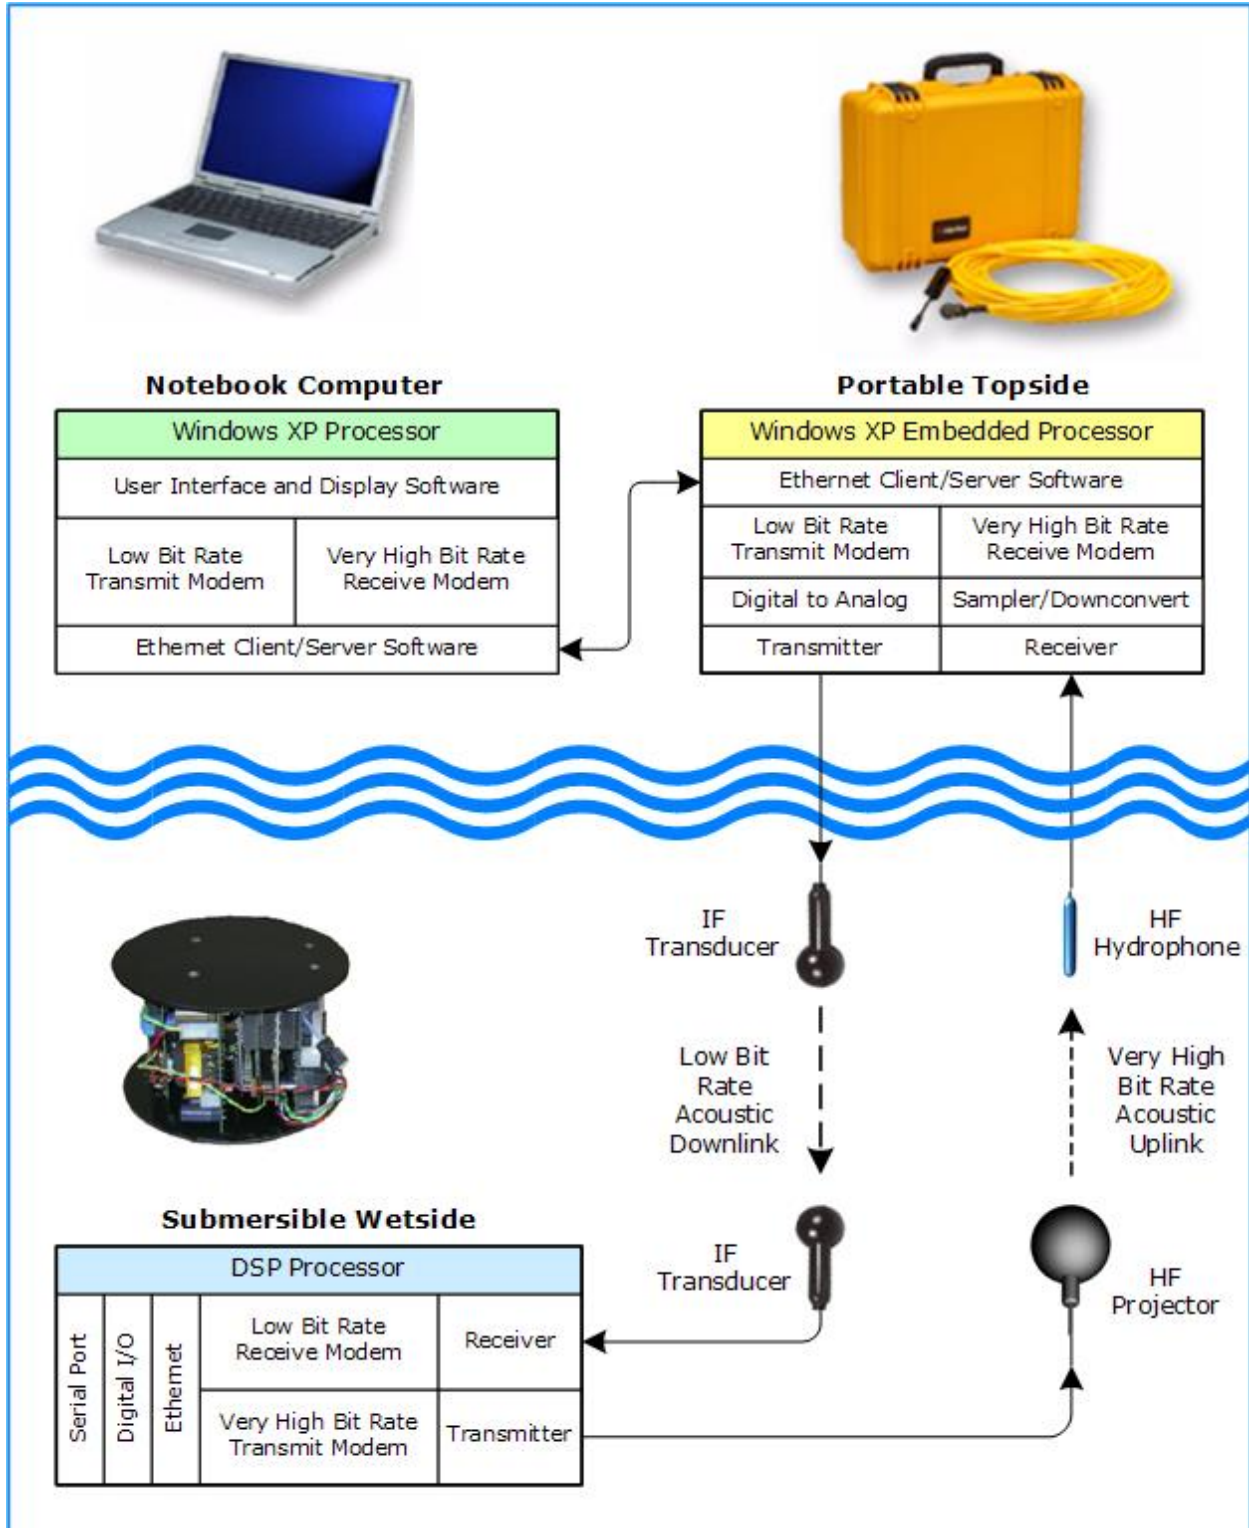 Notebook Computer
Windows XP Processor
User Interface and Display Software
Low Bit Rate
Transmit Modem
Very High Bit Rate
Receive Modem
Ethernet Client/Server Software
Portable Topside
Windows XP Embedded Processor
Ethernet Client/Server Software
Low Bit Rate
Transmit Modem
Very High Bit Rate
Receive Modem
Digital to Analog
Sampler/Downconvert
Transmitter
Receiver
IF
Transducer
HF
Hydrophone
Low Bit
Rate
Acoustic
Downlink
Very High
Bit Rate
Acoustic
Uplink
IF
Transducer
HF
Projector
Submersible Wetside
DSP Processor
Serial Port
Digital I/O
Ethernet
Low Bit Rate
Receive Modem
Receiver
Very High Bit Rate
Transmit Modem
Transmitter